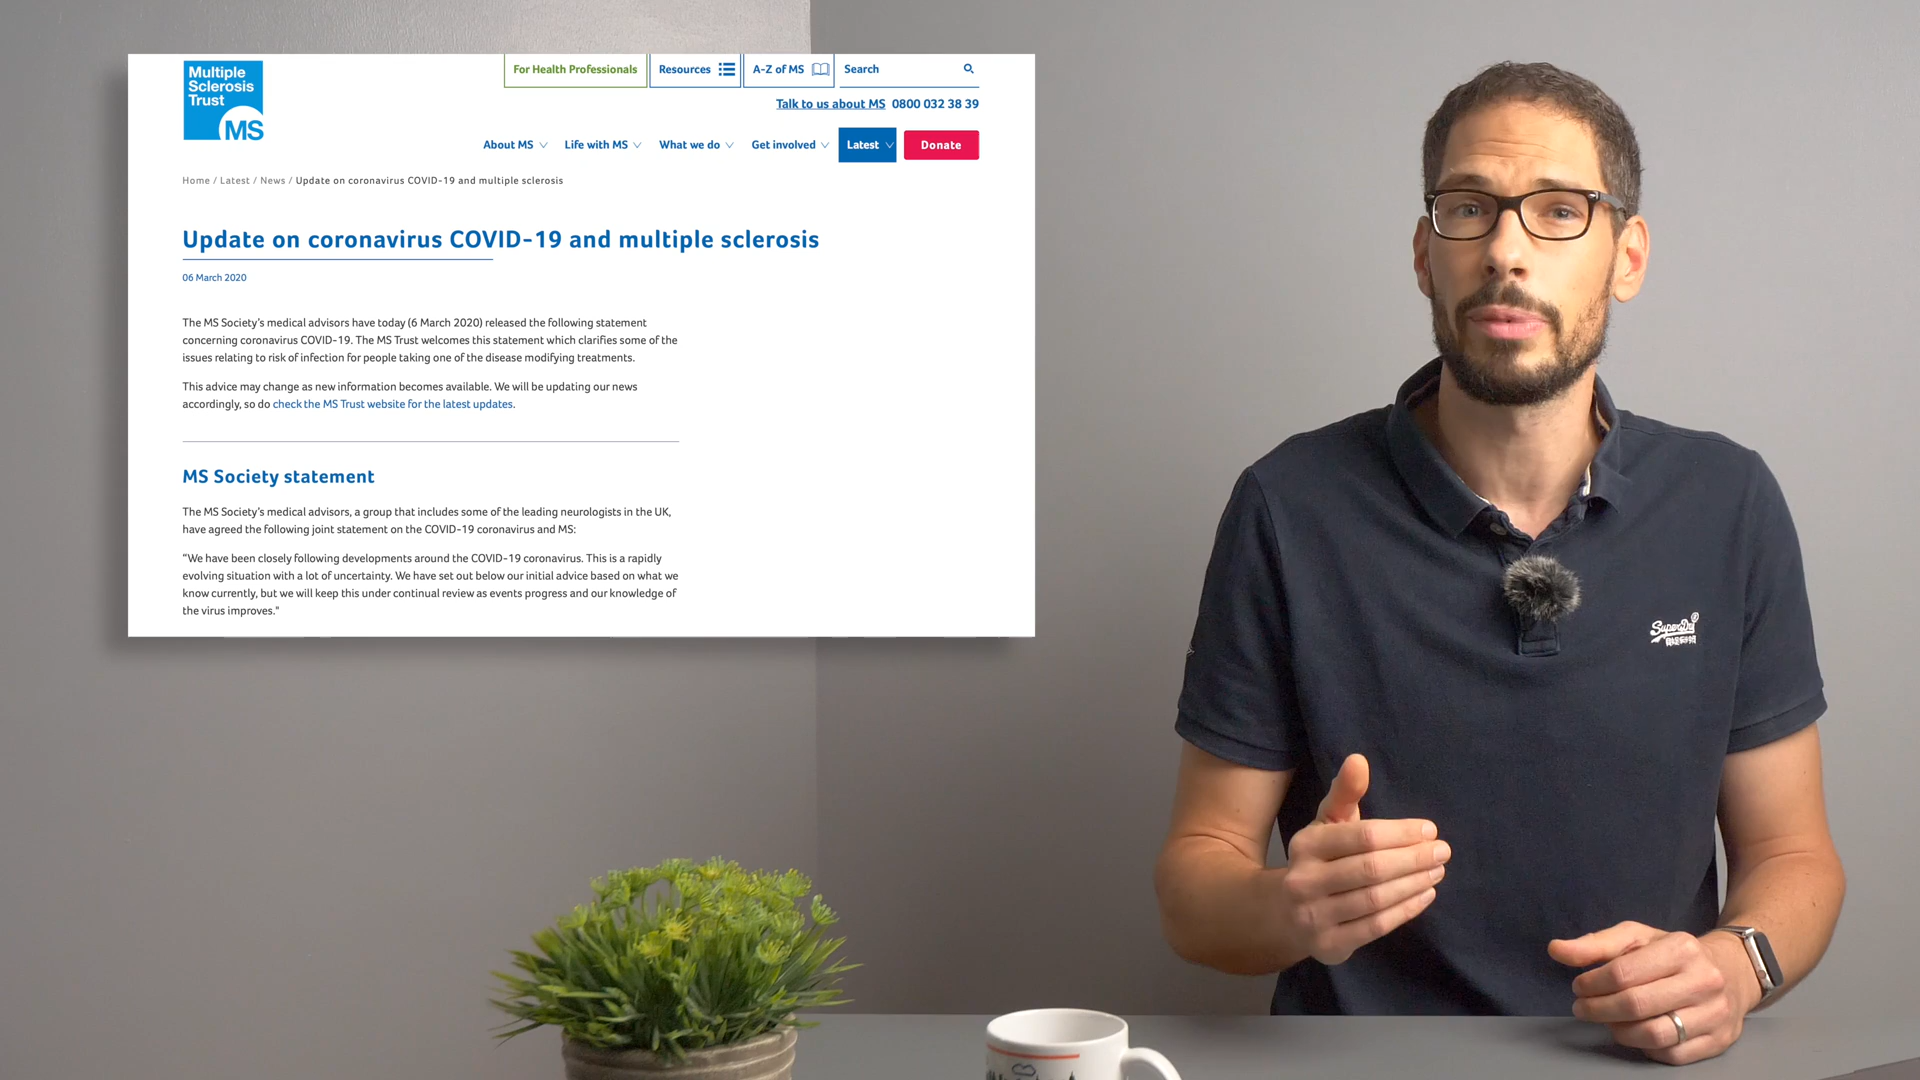 Multiple
Sclerosis
Trust
MS
For Health Professionals
Resources
A-Z of MS
Search
Talk to us about MS 0800 032 38 39
About MS
Life with MS
What we do
Get involved
Latest
Donate
Home / Latest / News / Update on coronavirus COVID-19 and multiple sclerosis
Update on coronavirus COVID-19 and multiple sclerosis
06 March 2020
The MS Society's medical advisors have today (6 March 2020) released the following statement
concerning coronavirus COVID-19. The MS Trust welcomes this statement which clarifies some of the
issues relating to risk of infection for people taking one of the disease modifying treatments.
This advice may change as new information becomes available. We will be updating our news
accordingly, so do check the MS Trust website for the latest updates.
MS Society statement
The MS Society's medical advisors, a group that includes some of the leading neurologists in the UK,
have agreed the following joint statement on the COVID-19 coronavirus and MS:
“We have been closely following developments around the COVID-19 coronavirus. This is a rapidly
evolving situation with a lot of uncertainty. We have set out below our initial advice based on what we
know currently, but we will keep this under continual review as events progress and our knowledge of
the virus improves."